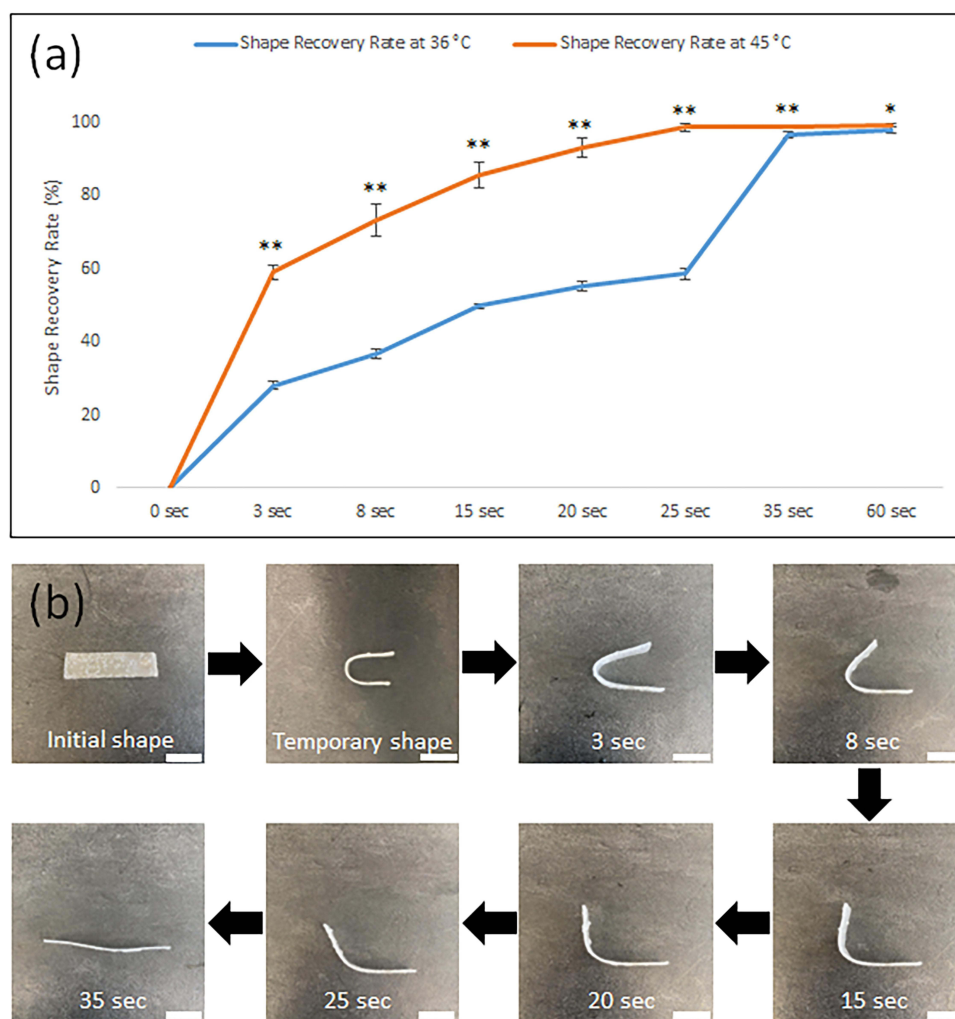 (a)
Shape Recovery Rate at 36 °C
Shape Recovery Rate at 45 °C
Shape Recovery Rate (%)
100
80
60
40
20
0
** ** ** ** ** ** *
0 sec 3 sec 8 sec 15 sec 20 sec 25 sec 35 sec 60 sec
(b)
Initial shape
Temporary shape
3 sec
8 sec
35 sec
25 sec
20 sec
15 sec